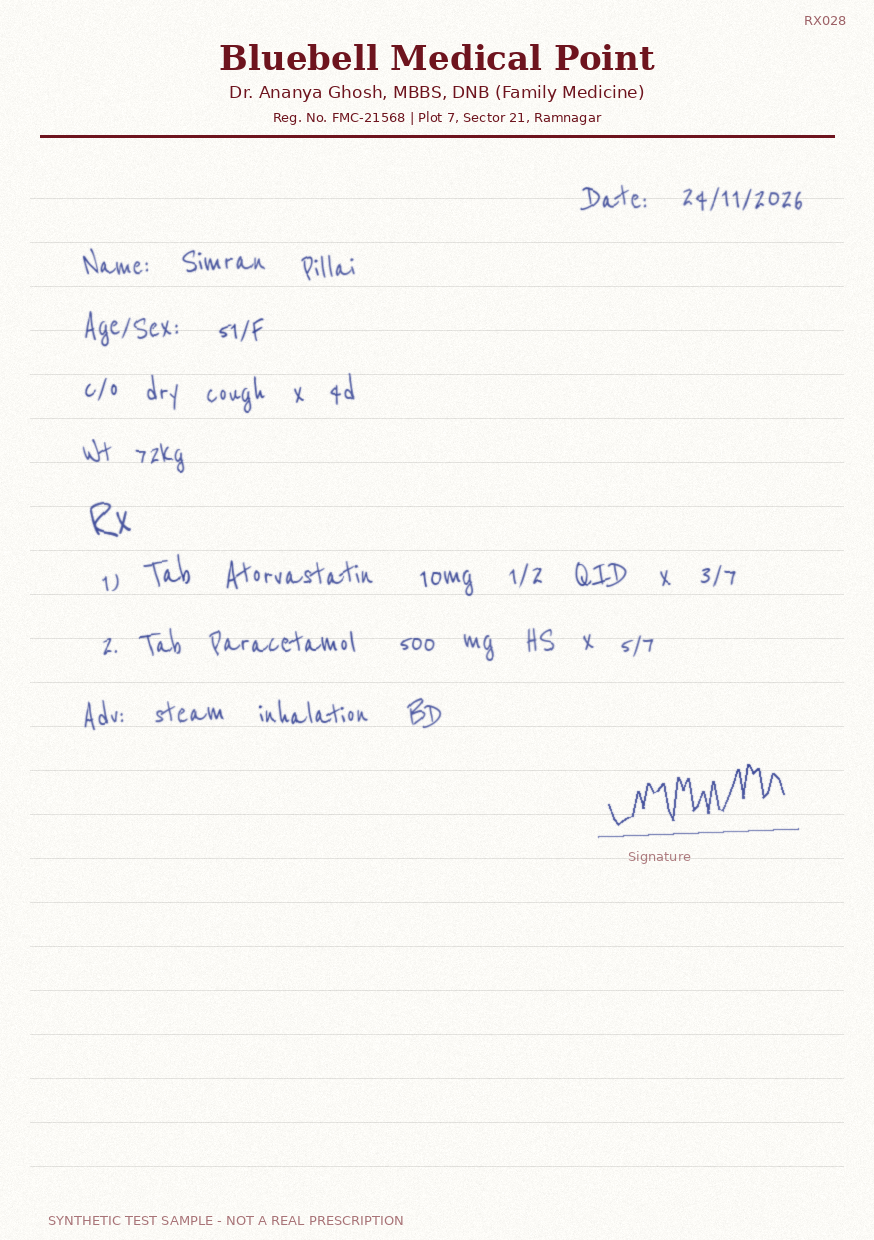 RX028
Bluebell Medical Point
Dr. Ananya Ghosh, MBBS, DNB (Family Medicine)
Reg. No. FMC-21568 | Plot 7, Sector 21, Ramnagar
Date: 24/11/2026
Name: Simran Pillai
Age/Sex: 51/F
c/o dry cough x 4d
Wt 72kg
Rx
1) Tab Atorvastatin 10mg 1/2 QID x 3/7
2. Tab Paracetamol 500 mg HS x 5/7
Adv: steam inhalation BD
Signature
SYNTHETIC TEST SAMPLE - NOT A REAL PRESCRIPTION